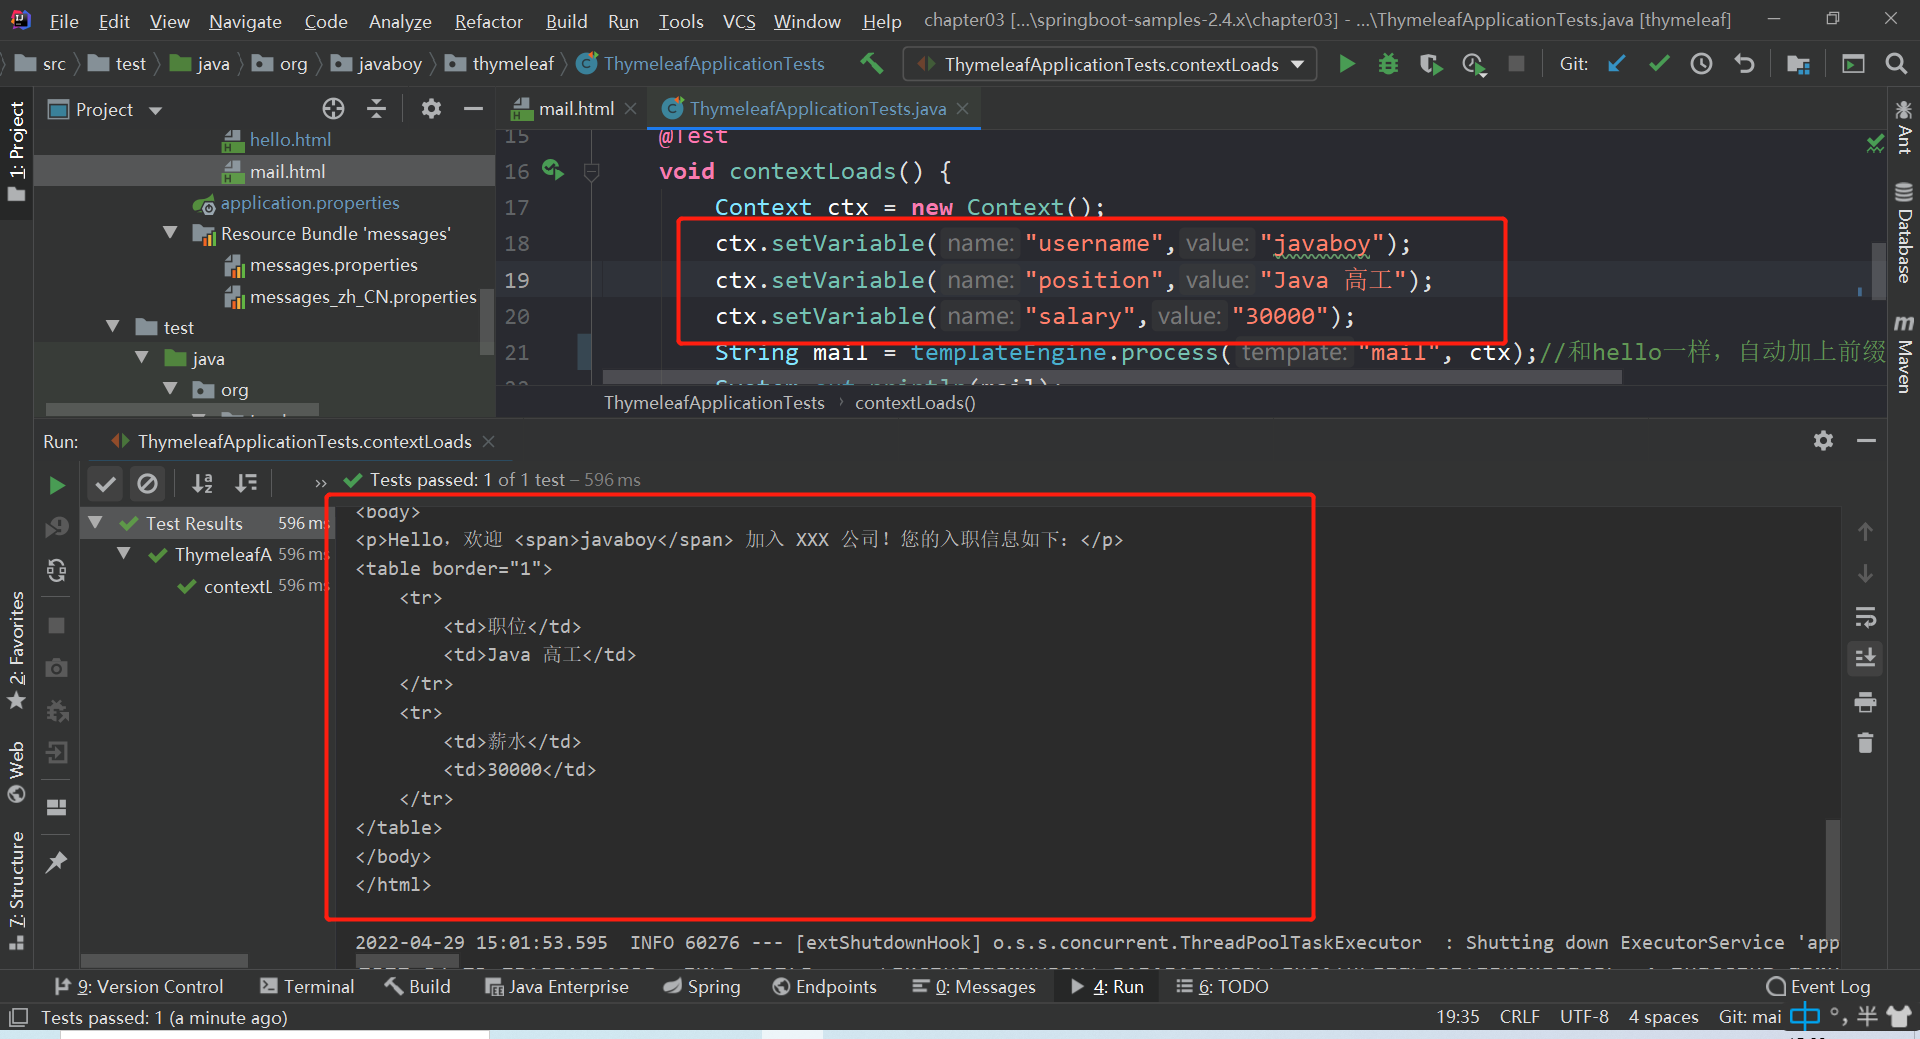 File Edit View Navigate Code Analyze Refactor Build Run Tools VCS Window Help chapter03 [...\springboot-samples-2.4.x\chapter03] - ...\ThymeleafApplicationTests.java [thymeleaf]
src test java org javaboy thymeleaf ThymeleafApplicationTests ThymeleafApplicationTests.contextLoads Git:
Project mail.html ThymeleafApplicationTests.java
1: Project
hello.html
mail.html
application.properties
Resource Bundle 'messages'
messages.properties
messages_zh_CN.properties
test
java
org
15 @Test
16 void contextLoads() {
17 Context ctx = new Context();
18 ctx.setVariable( name: "username", value: "javaboy");
19 ctx.setVariable( name: "position", value: "Java 高工");
20 ctx.setVariable( name: "salary", value: "30000");
21 String mail = templateEngine.process( template: "mail", ctx);//和hello一样，自动加上前缀
System.out.println(mail);
ThymeleafApplicationTests contextLoads()
Ant
Database
Maven
Run: ThymeleafApplicationTests.contextLoads
Tests passed: 1 of 1 test – 596 ms
Test Results 596 ms
ThymeleafA 596 ms
contextL 596 ms
<body>
<p>Hello，欢迎 <span>javaboy</span> 加入 XXX 公司！您的入职信息如下：</p>
<table border="1">
<tr>
<td>职位</td>
<td>Java 高工</td>
</tr>
<tr>
<td>薪水</td>
<td>30000</td>
</tr>
</table>
</body>
</html>
2022-04-29 15:01:53.595 INFO 60276 --- [extShutdownHook] o.s.s.concurrent.ThreadPoolTaskExecutor : Shutting down ExecutorService 'app
2: Favorites
Web
7: Structure
9: Version Control Terminal Build Java Enterprise Spring Endpoints 0: Messages 4: Run 6: TODO Event Log
Tests passed: 1 (a minute ago) 19:35 CRLF UTF-8 4 spaces Git: mai 中 °, 半